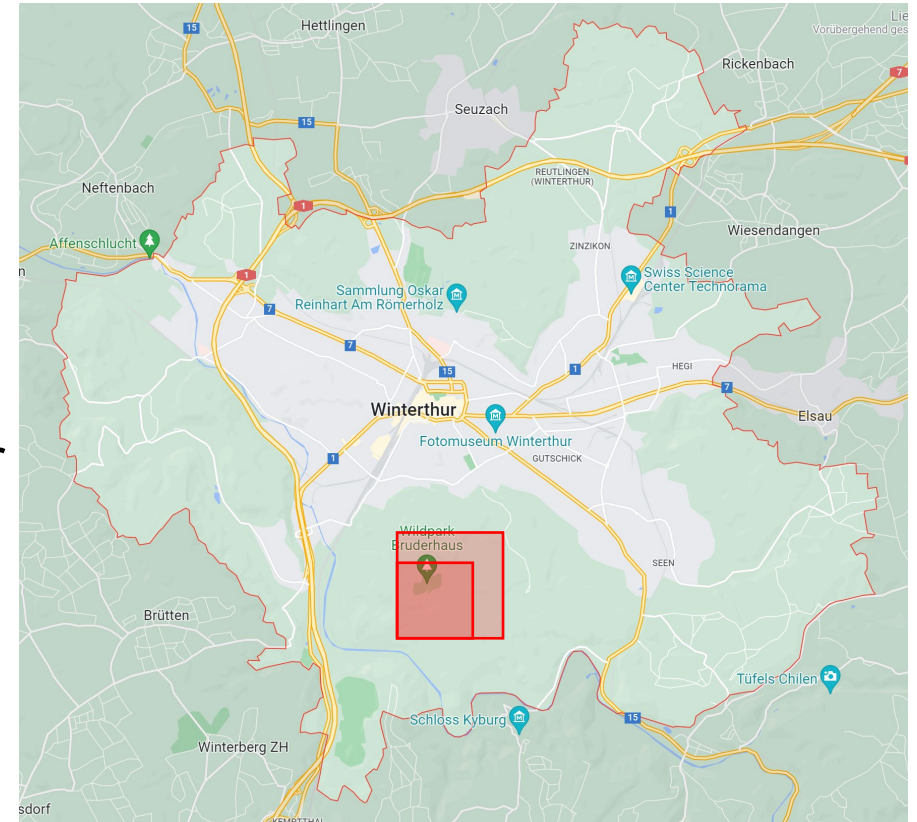 Lie
Vorübergehend ges
15
Hettlingen
Rickenbach
7
Seuzach
15
REUTLINGEN
(WINTERTHUR)
Neftenbach
1
1
Affenschlucht
Wiesendangen
ZINZIKON
n
1
Swiss Science
Center Technorama
Sammlung Oskar
Reinhart Am Römerholz
7
7
15
1
HEGI
7
Winterthur
Elsau
Fotomuseum Winterthur
1
GUTSCHICK
Wildpark
Bruderhaus
SEEN
Brütten
Tüfels Chilen
Schloss Kyburg
15
Winterberg ZH
sdorf
KEMPTTHAL